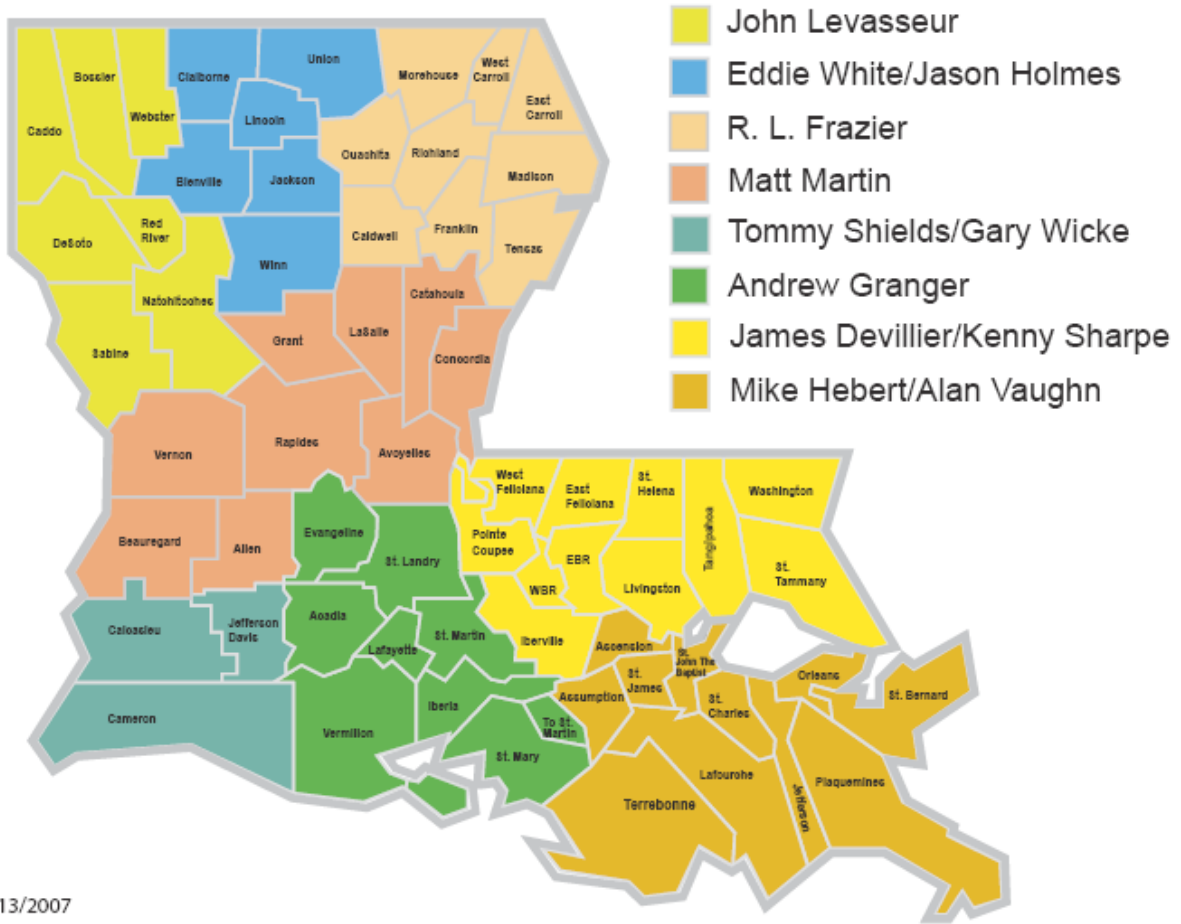 John Levasseur
Eddie White/Jason Holmes
R. L. Frazier
Matt Martin
Tommy Shields/Gary Wicke
Andrew Granger
James Devillier/Kenny Sharpe
Mike Hebert/Alan Vaughn
Caddo
Bossier
Webster
Claiborne
Union
Lincoln
Bienville
Jackson
Morehouse
West
Carroll
East
Carroll
Ouachita
Richland
Madison
DeSoto
Red
River
Winn
Caldwell
Franklin
Tensas
Natchitoches
Sabine
Grant
LaSalle
Catahoula
Concordia
Vernon
Rapides
Avoyelles
Beauregard
Allen
Evangeline
St. Landry
West
Feliciana
East
Feliciana
St.
Helena
Tangipahoa
Washington
Pointe
Coupee
EBR
WBR
Livingston
St.
Tammany
Iberville
Calcasieu
Jefferson
Davis
Acadia
Lafayette
St. Martin
Cameron
Vermilion
Iberia
St. Mary
To St.
Martin
Ascension
Assumption
St.
James
St.
John The
Baptist
St.
Charles
Orleans
St. Bernard
Terrebonne
Lafourche
Jefferson
Plaquemines
13/2007